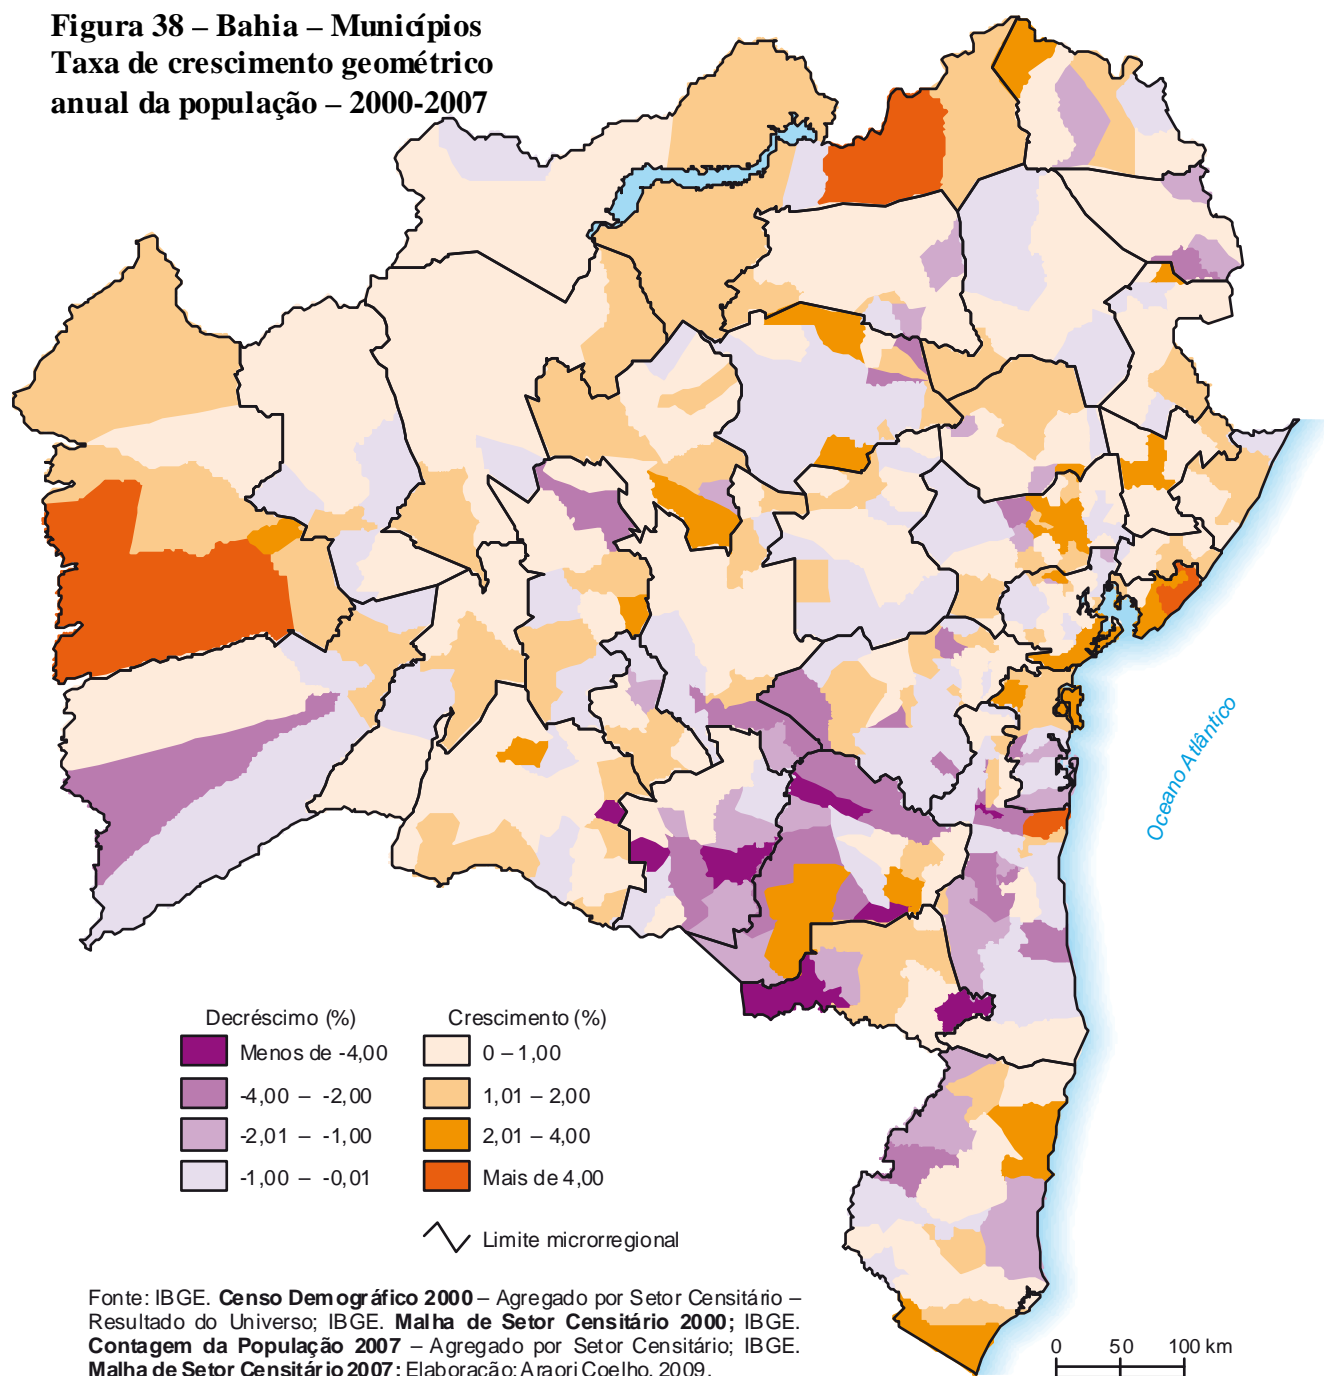 Figura 38 – Bahia – Municípios
Taxa de crescimento geométrico
anual da população – 2000-2007
Oceano Atlântico
Decréscimo (%)
Menos de -4,00
-4,00 – -2,00
-2,01 – -1,00
-1,00 – -0,01
Crescimento (%)
0 – 1,00
1,01 – 2,00
2,01 – 4,00
Mais de 4,00
Limite microrregional
Fonte: IBGE. Censo Demográfico 2000 – Agregado por Setor Censitário –
Resultado do Universo; IBGE. Malha de Setor Censitário 2000; IBGE.
Contagem da População 2007 – Agregado por Setor Censitário; IBGE.
Malha de Setor Censitário 2007; Elaboração: Araori Coelho, 2009.
0 50 100 km